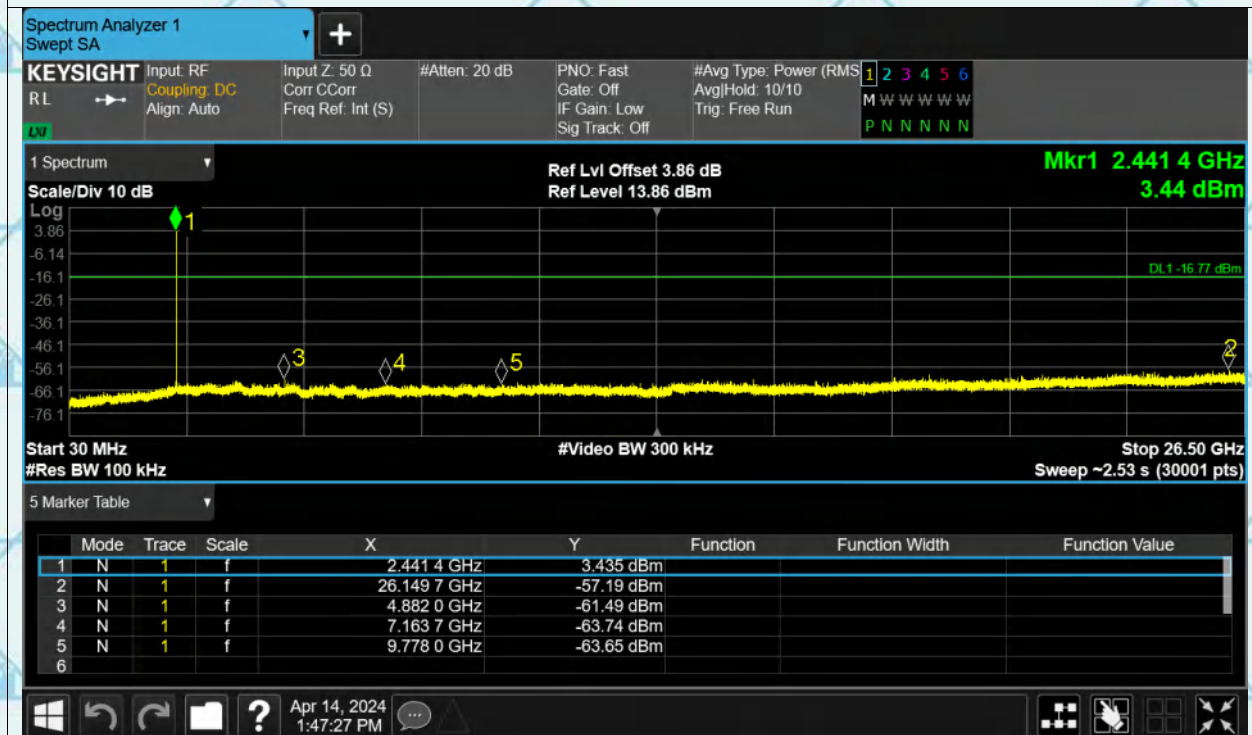 Spectrum Analyzer 1
Swept SA
KEYSIGHT
RL
LXI
Input: RF
Coupling: DC
Align: Auto
Input Z: 50 Ω
Corr CCorr
Freq Ref: Int (S)
#Atten: 20 dB
PNO: Fast
Gate: Off
IF Gain: Low
Sig Track: Off
#Avg Type: Power (RMS
Avg|Hold: 10/10
Trig: Free Run
1 2 3 4 5 6
M W W W W W
P N N N N N
1 Spectrum
Scale/Div 10 dB
Ref Lvl Offset 3.86 dB
Ref Level 13.86 dBm
Mkr1 2.441 4 GHz
3.44 dBm
Log
3.86
-6.14
-16.1
-26.1
-36.1
-46.1
-56.1
-66.1
-76.1
1
DL1 -16.77 dBm
3
4
5
2
Start 30 MHz
#Res BW 100 kHz
#Video BW 300 kHz
Stop 26.50 GHz
Sweep ~2.53 s (30001 pts)
5 Marker Table
Mode Trace Scale X Y Function Function Width Function Value
1 N 1 f 2.441 4 GHz 3.435 dBm
2 N 1 f 26.149 7 GHz -57.19 dBm
3 N 1 f 4.882 0 GHz -61.49 dBm
4 N 1 f 7.163 7 GHz -63.74 dBm
5 N 1 f 9.778 0 GHz -63.65 dBm
6
?
Apr 14, 2024
1:47:27 PM